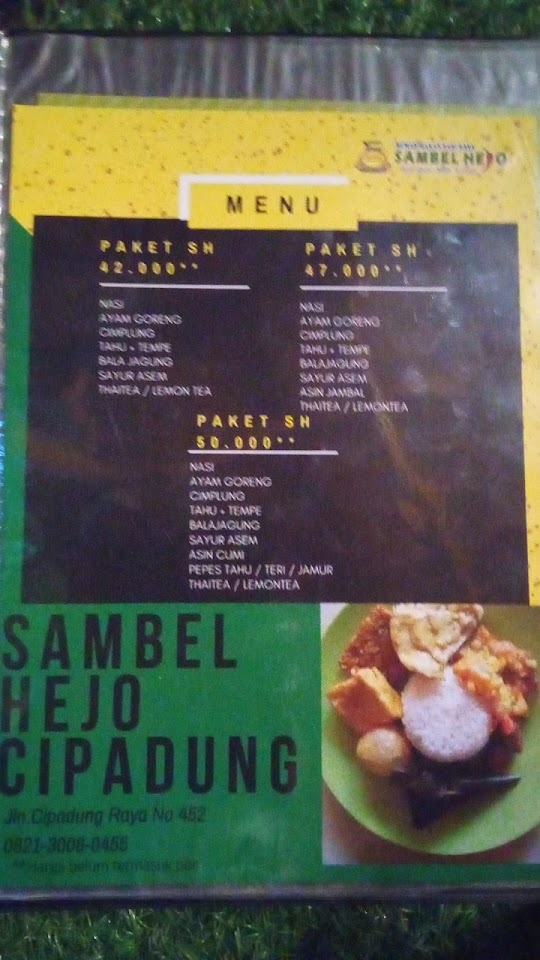 SAMBEL HEJO
MENU
PAKET SH
42.000**
NASI
AYAM GORENG
CIMPLUNG
TAHU + TEMPE
BALA JAGUNG
SAYUR ASEM
THAITEA / LEMON TEA
PAKET SH
47.000**
NASI
AYAM GORENG
CIMPLUNG
TAHU + TEMPE
BALAJAGUNG
SAYUR ASEM
ASIN JAMBAL
THAITEA / LEMONTEA
PAKET SH
50.000**
NASI
AYAM GORENG
CIMPLUNG
TAHU + TEMPE
BALAJAGUNG
SAYUR ASEM
ASIN CUMI
PEPES TAHU / TERI / JAMUR
THAITEA / LEMONTEA
SAMBEL
HEJO
CIPADUNG
Jln.Cipadung Raya No 452
**Harga belum termasuk